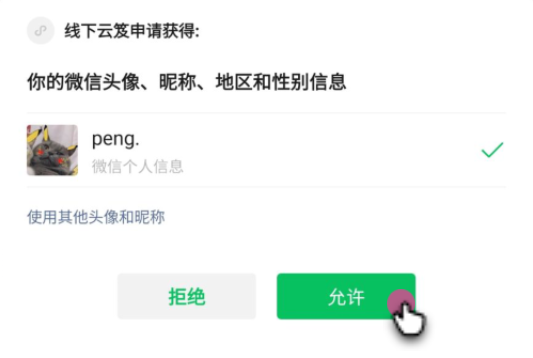 线下云笈申请获得:
你的微信头像、昵称、地区和性别信息
peng.
微信个人信息
使用其他头像和昵称
拒绝
允许